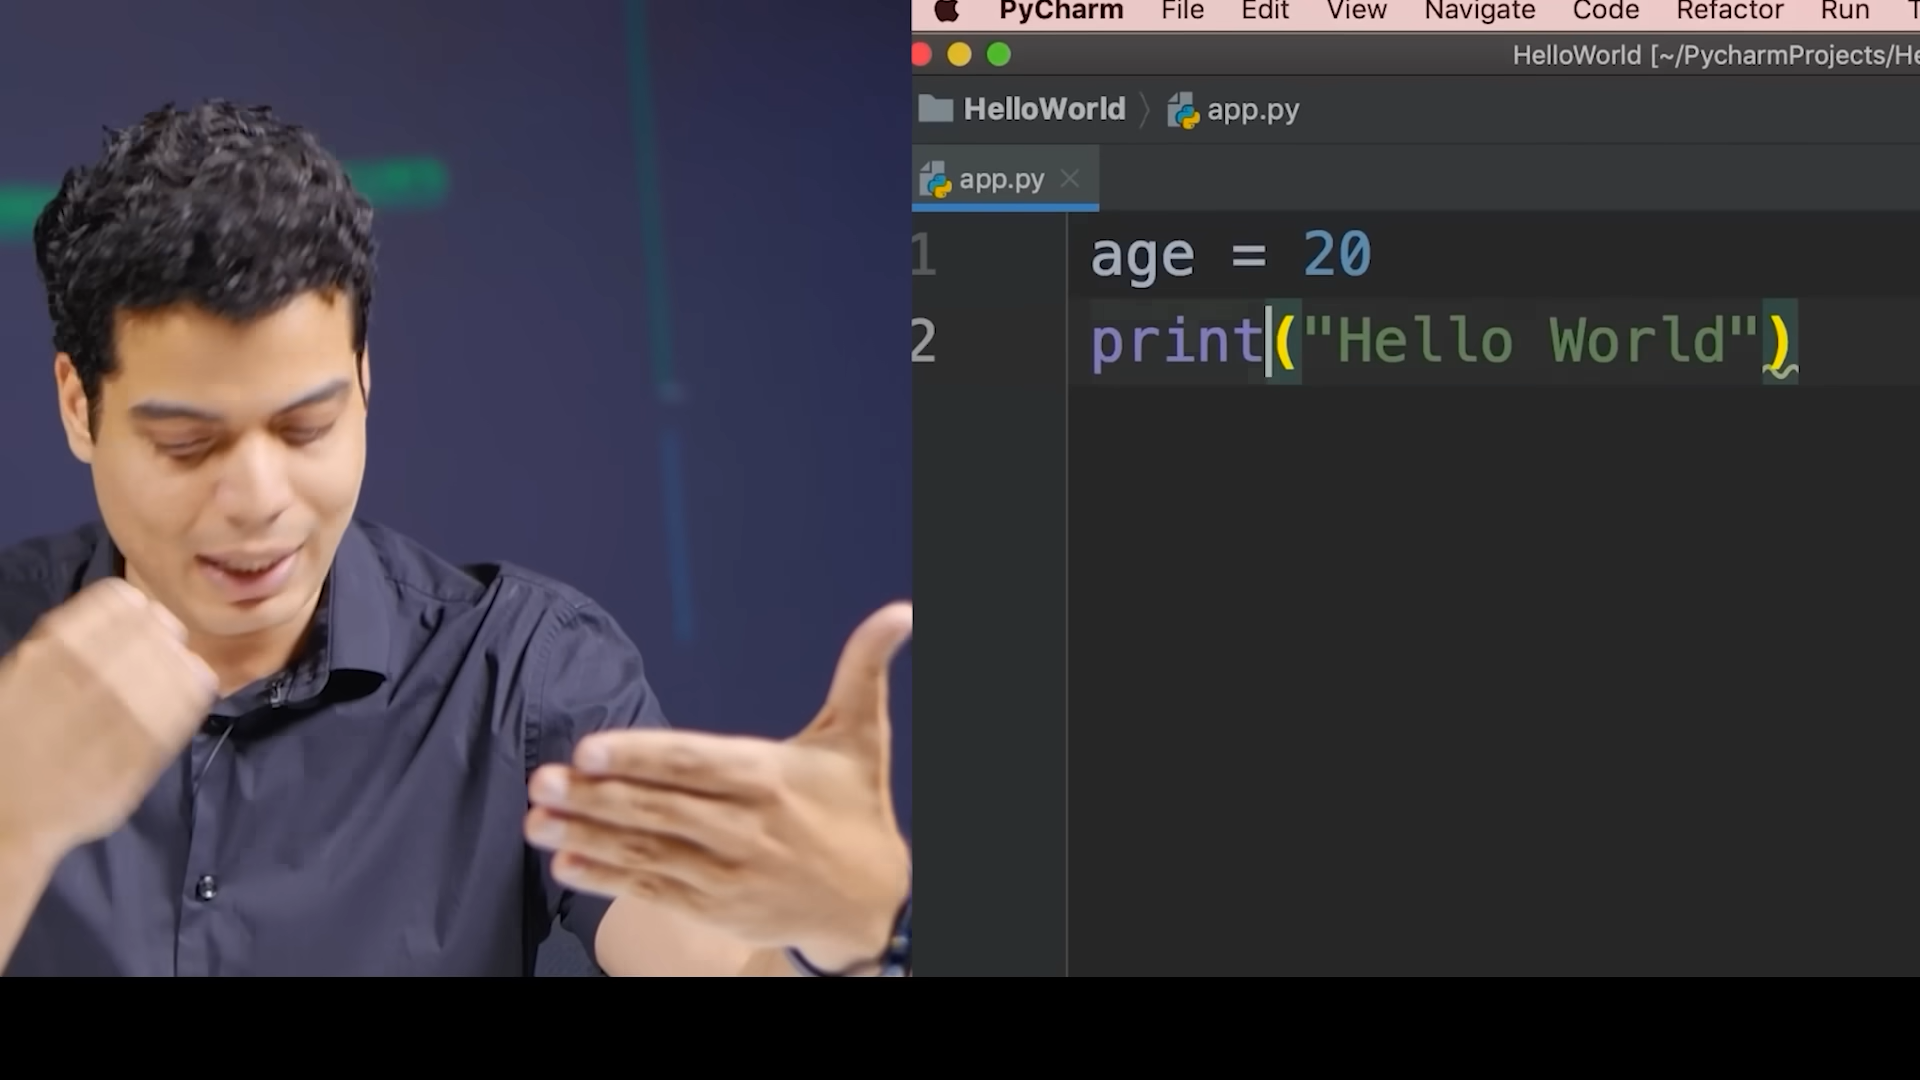 PyCharm File Edit View Navigate Code Refactor Run
HelloWorld [~/PycharmProjects/He
HelloWorld app.py
app.py
1 age = 20
2 print("Hello World")